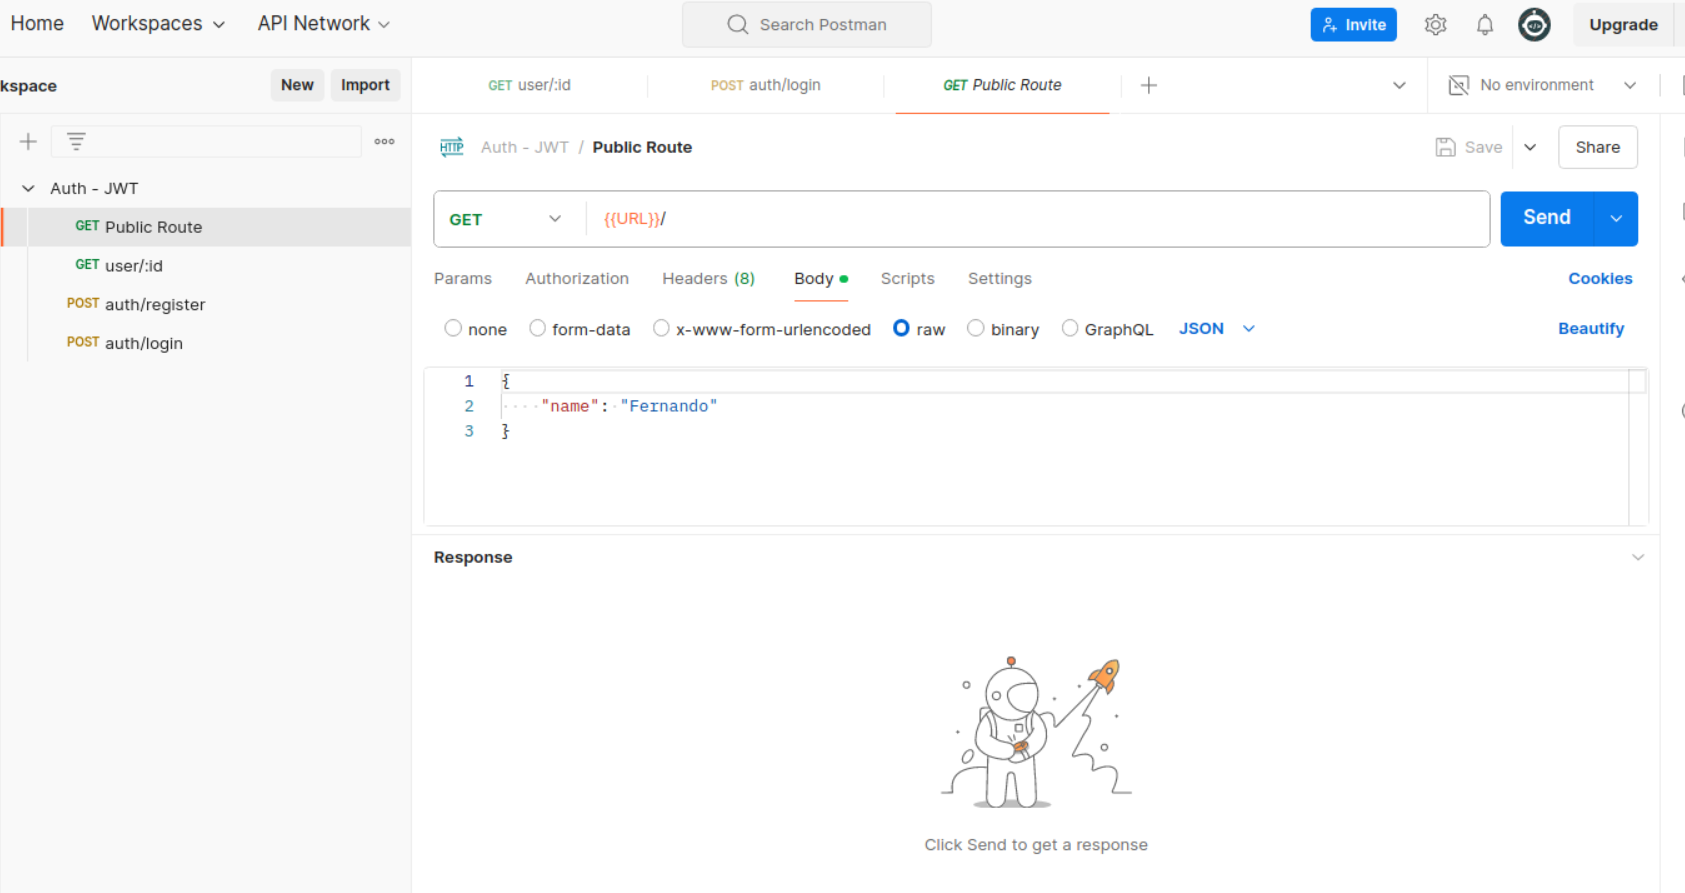 Home Workspaces API Network Search Postman Invite Upgrade
kspace New Import GET user/:id POST auth/login GET Public Route No environment
HTTP Auth - JWT / Public Route Save Share
Auth - JWT
GET Public Route
GET user/:id
POST auth/register
POST auth/login
GET {{URL}}/ Send
Params Authorization Headers (8) Body Scripts Settings Cookies
none form-data x-www-form-urlencoded raw binary GraphQL JSON Beautify
1 {
2 "name": "Fernando"
3 }
Response
Click Send to get a response